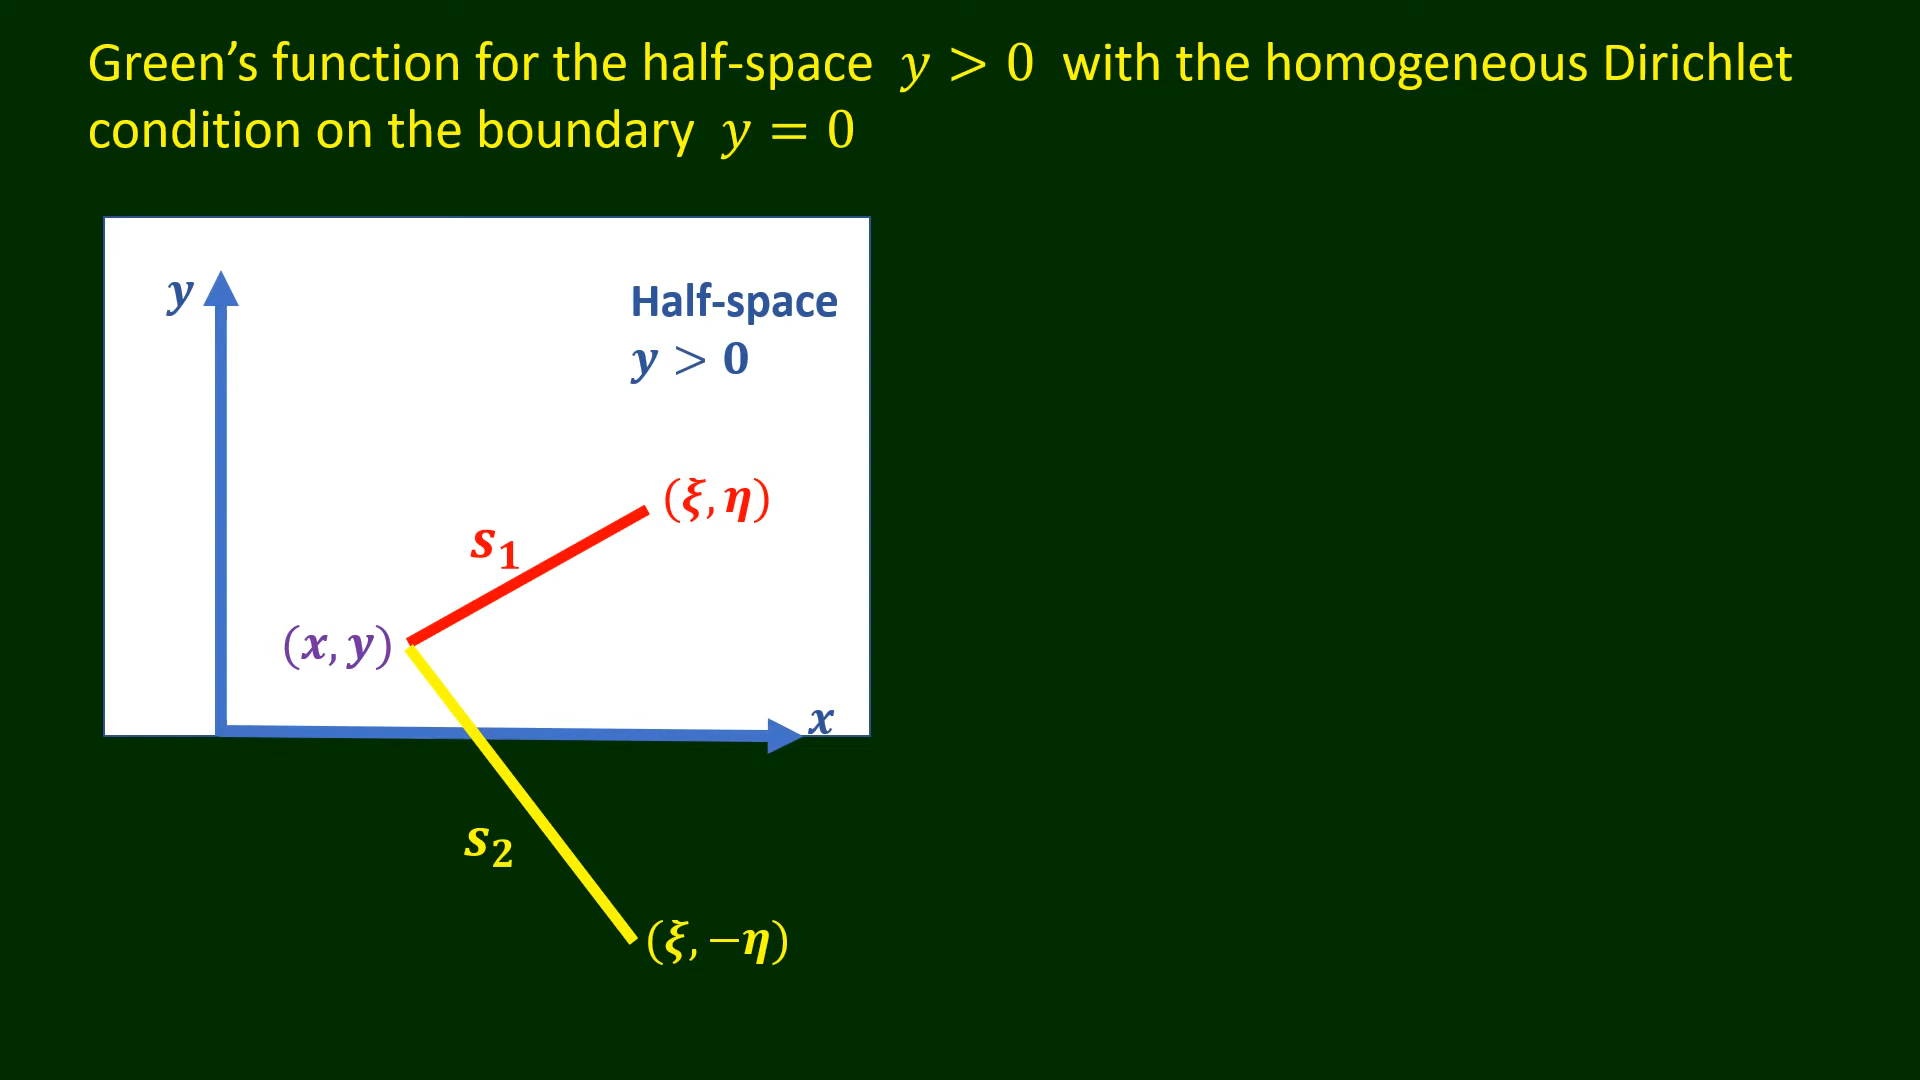 Green’s function for the half-space y > 0 with the homogeneous Dirichlet
condition on the boundary y = 0
y
Half-space
y > 0
(ξ, η)
s₁
(x, y)
x
s₂
(ξ, −η)